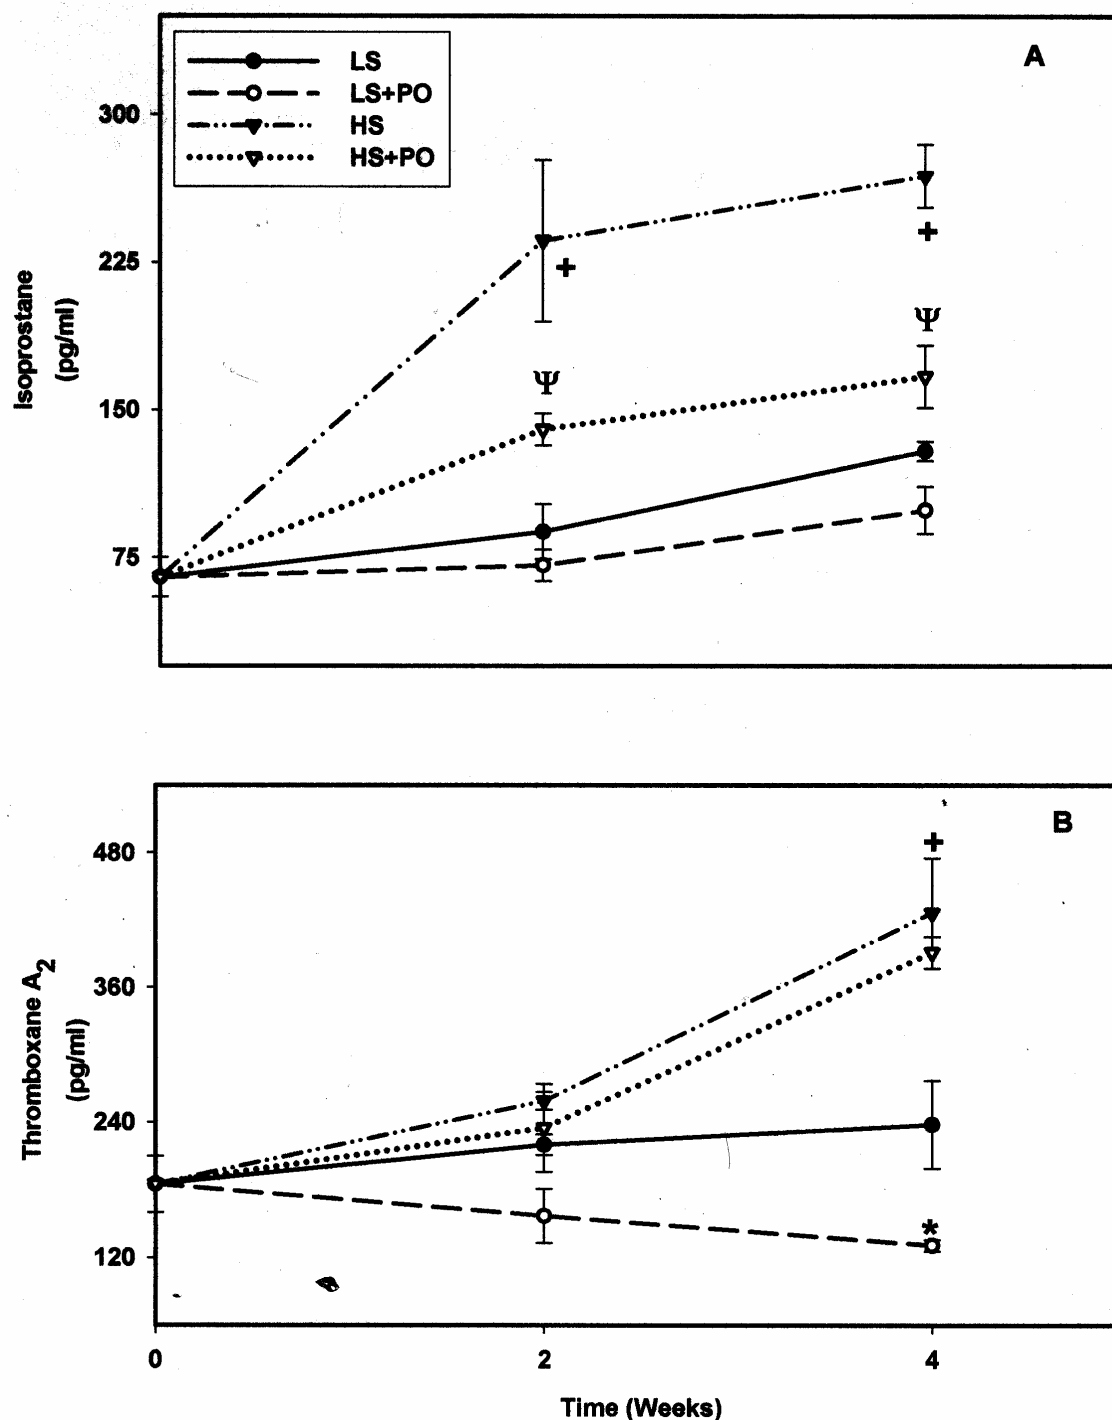 A
LS
LS+PO
HS
HS+PO
300
225
150
75
Isoprostane
(pg/ml)
+
+
Ψ
Ψ
B
480
360
240
120
Thromboxane A2
(pg/ml)
+
*
0
2
4
Time (Weeks)